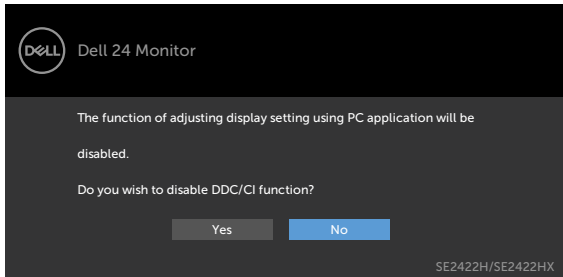 DELL
Dell 24 Monitor
The function of adjusting display setting using PC application will be
disabled.
Do you wish to disable DDC/CI function?
Yes
No
SE2422H/SE2422HX